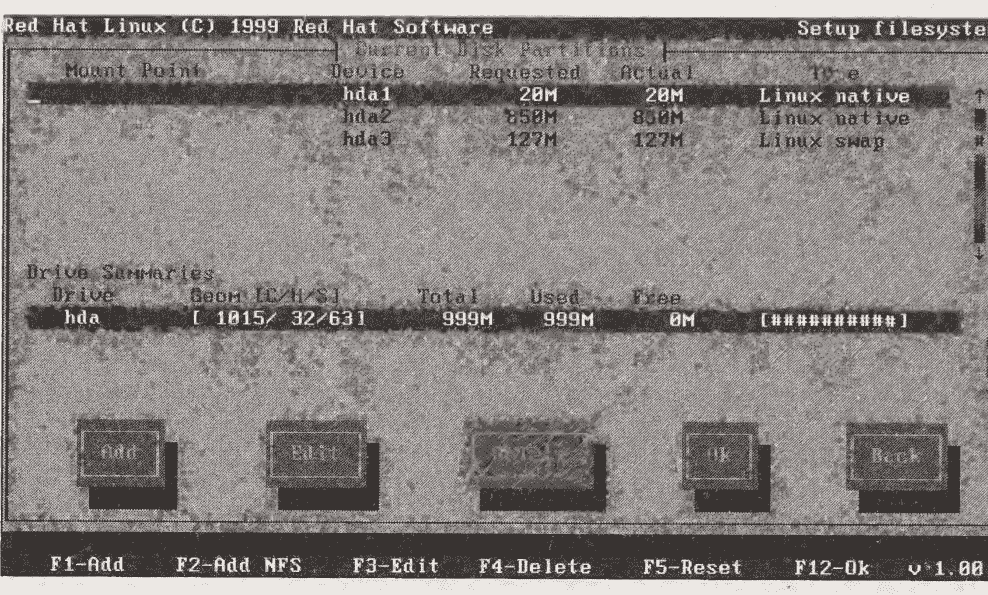 Red Hat Linux (C) 1999 Red Hat Software Setup filesyste
Current Disk Partitions
Mount Point Device Requested Actual
hda1 20M 20M Linux native ↑
hda2 850M 850M Linux native
hda3 127M 127M Linux swap #
↓
Drive Summaries
Drive Geom [C/H/S] Total Used Free
hda [ 1015/ 32/63] 999M 999M 0M [##########]
Add Edit Ok Back
F1-Add F2-Add NFS F3-Edit F4-Delete F5-Reset F12-Ok v 1.00